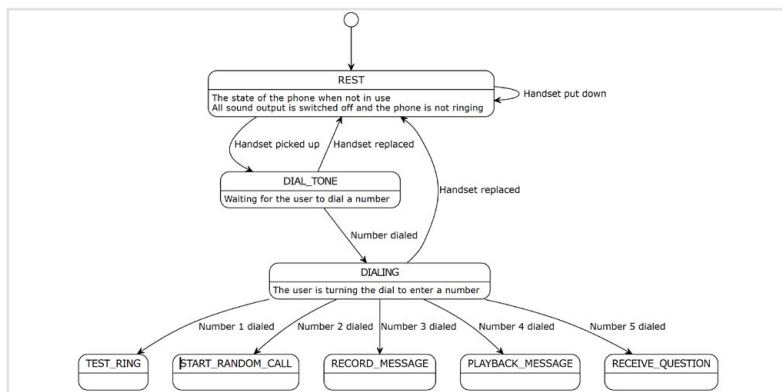 REST
The state of the phone when not in use
All sound output is switched off and the phone is not ringing
Handset put down
Handset picked up
Handset replaced
DIAL_TONE
Waiting for the user to dial a number
Handset replaced
Number dialed
DIALING
The user is turning the dial to enter a number
Number 1 dialed
Number 2 dialed
Number 3 dialed
Number 4 dialed
Number 5 dialed
TEST_RING
START_RANDOM_CALL
RECORD_MESSAGE
PLAYBACK_MESSAGE
RECEIVE_QUESTION